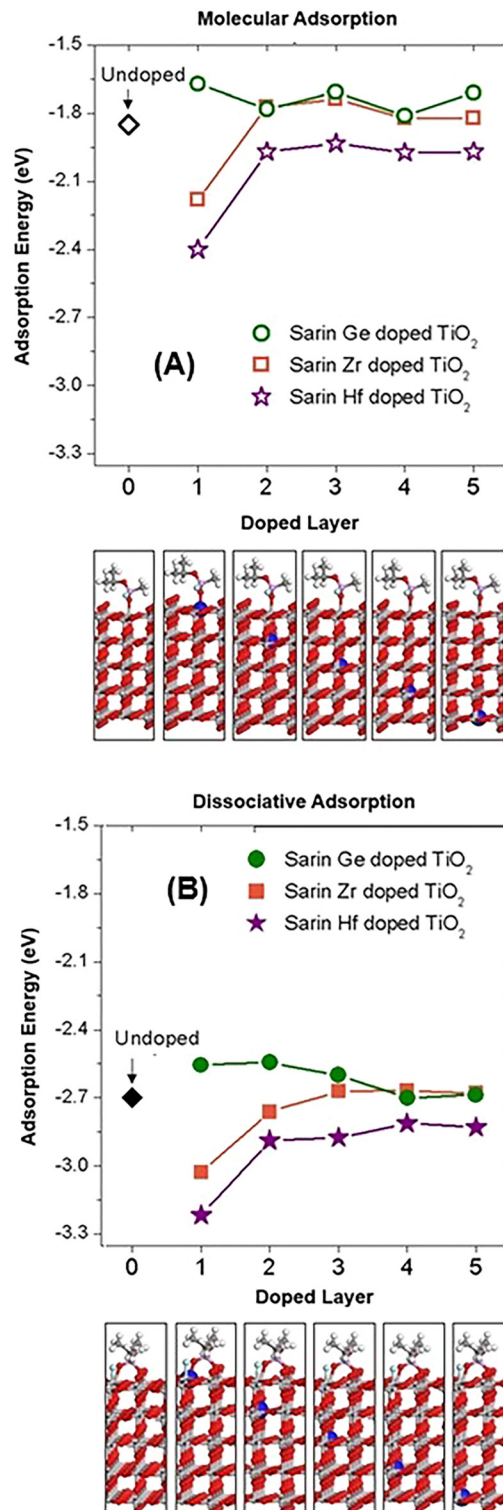 Molecular Adsorption
-1.5
-1.8
-2.1
-2.4
-2.7
-3.0
-3.3
Adsorption Energy (eV)
Undoped
Sarin Ge doped TiO2
Sarin Zr doped TiO2
Sarin Hf doped TiO2
(A)
0 1 2 3 4 5
Doped Layer
Dissociative Adsorption
-1.5
-1.8
-2.1
-2.4
-2.7
-3.0
-3.3
Adsorption Energy (eV)
Sarin Ge doped TiO2
Sarin Zr doped TiO2
Sarin Hf doped TiO2
(B)
Undoped
0 1 2 3 4 5
Doped Layer